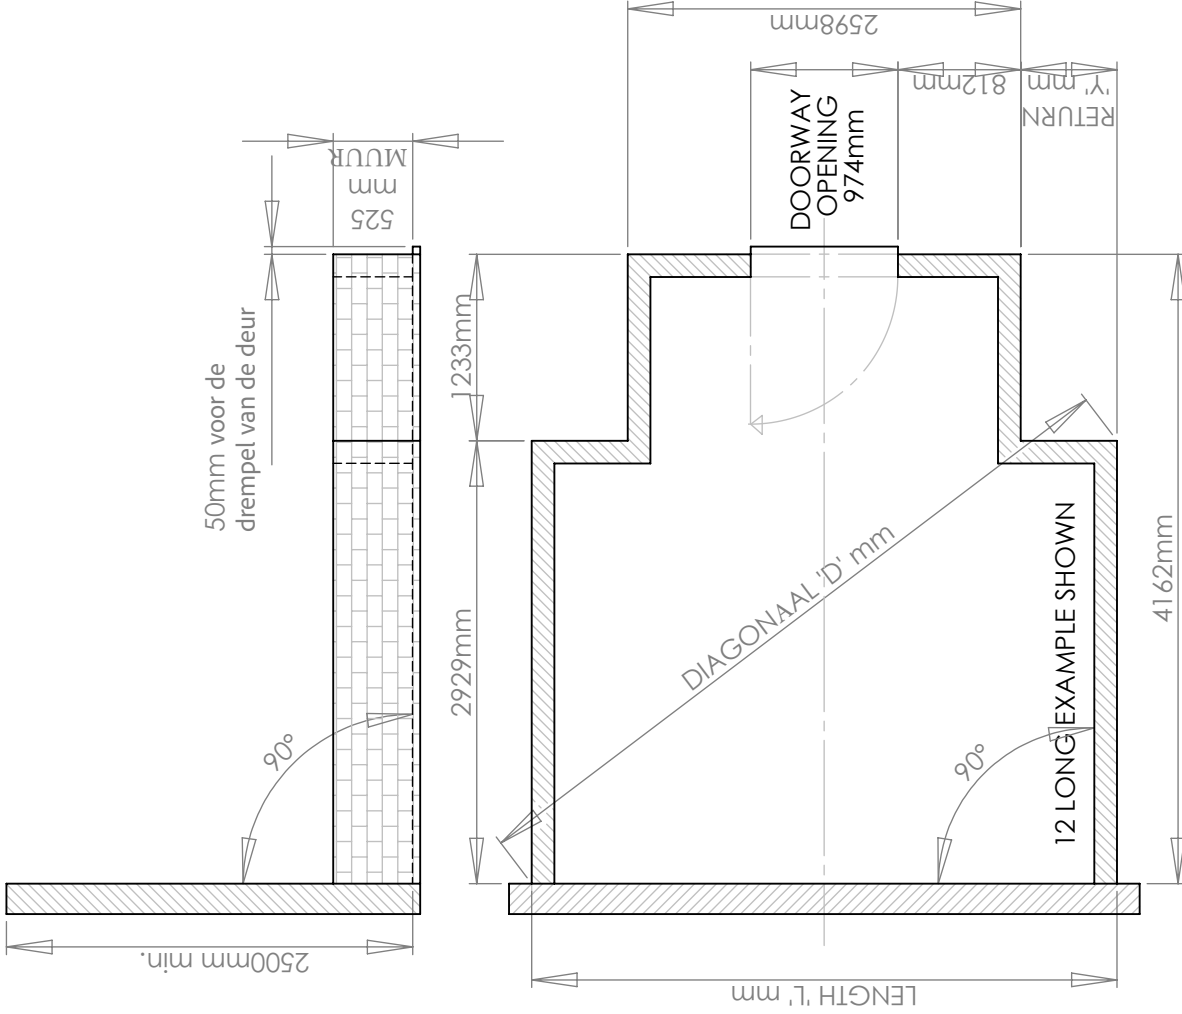 2598mm
812mm
RETURN
'Y' mm
DOORWAY
OPENING
974mm
MUUR
mm
525
50mm voor de
drempel van de deur
1233mm
2929mm
90°
2500mm min.
DIAGONAAL 'D' mm
90°
12 LONG EXAMPLE SHOWN
4162mm
LENGTH 'L' mm